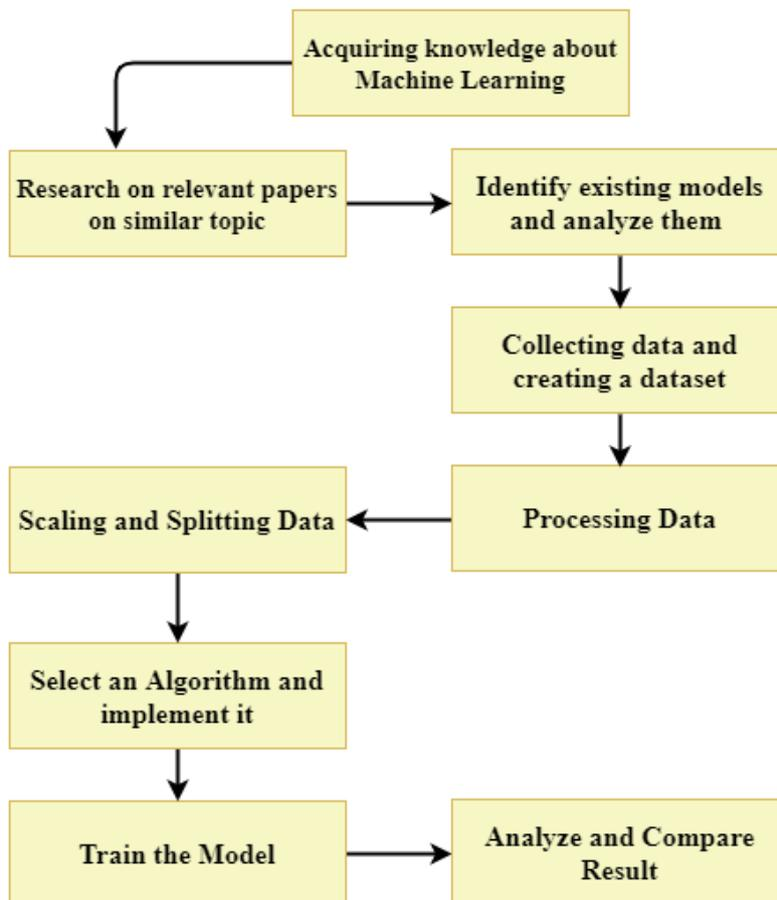 Acquiring knowledge about
Machine Learning
Research on relevant papers
on similar topic
Identify existing models
and analyze them
Collecting data and
creating a dataset
Processing Data
Scaling and Splitting Data
Select an Algorithm and
implement it
Train the Model
Analyze and Compare
Result